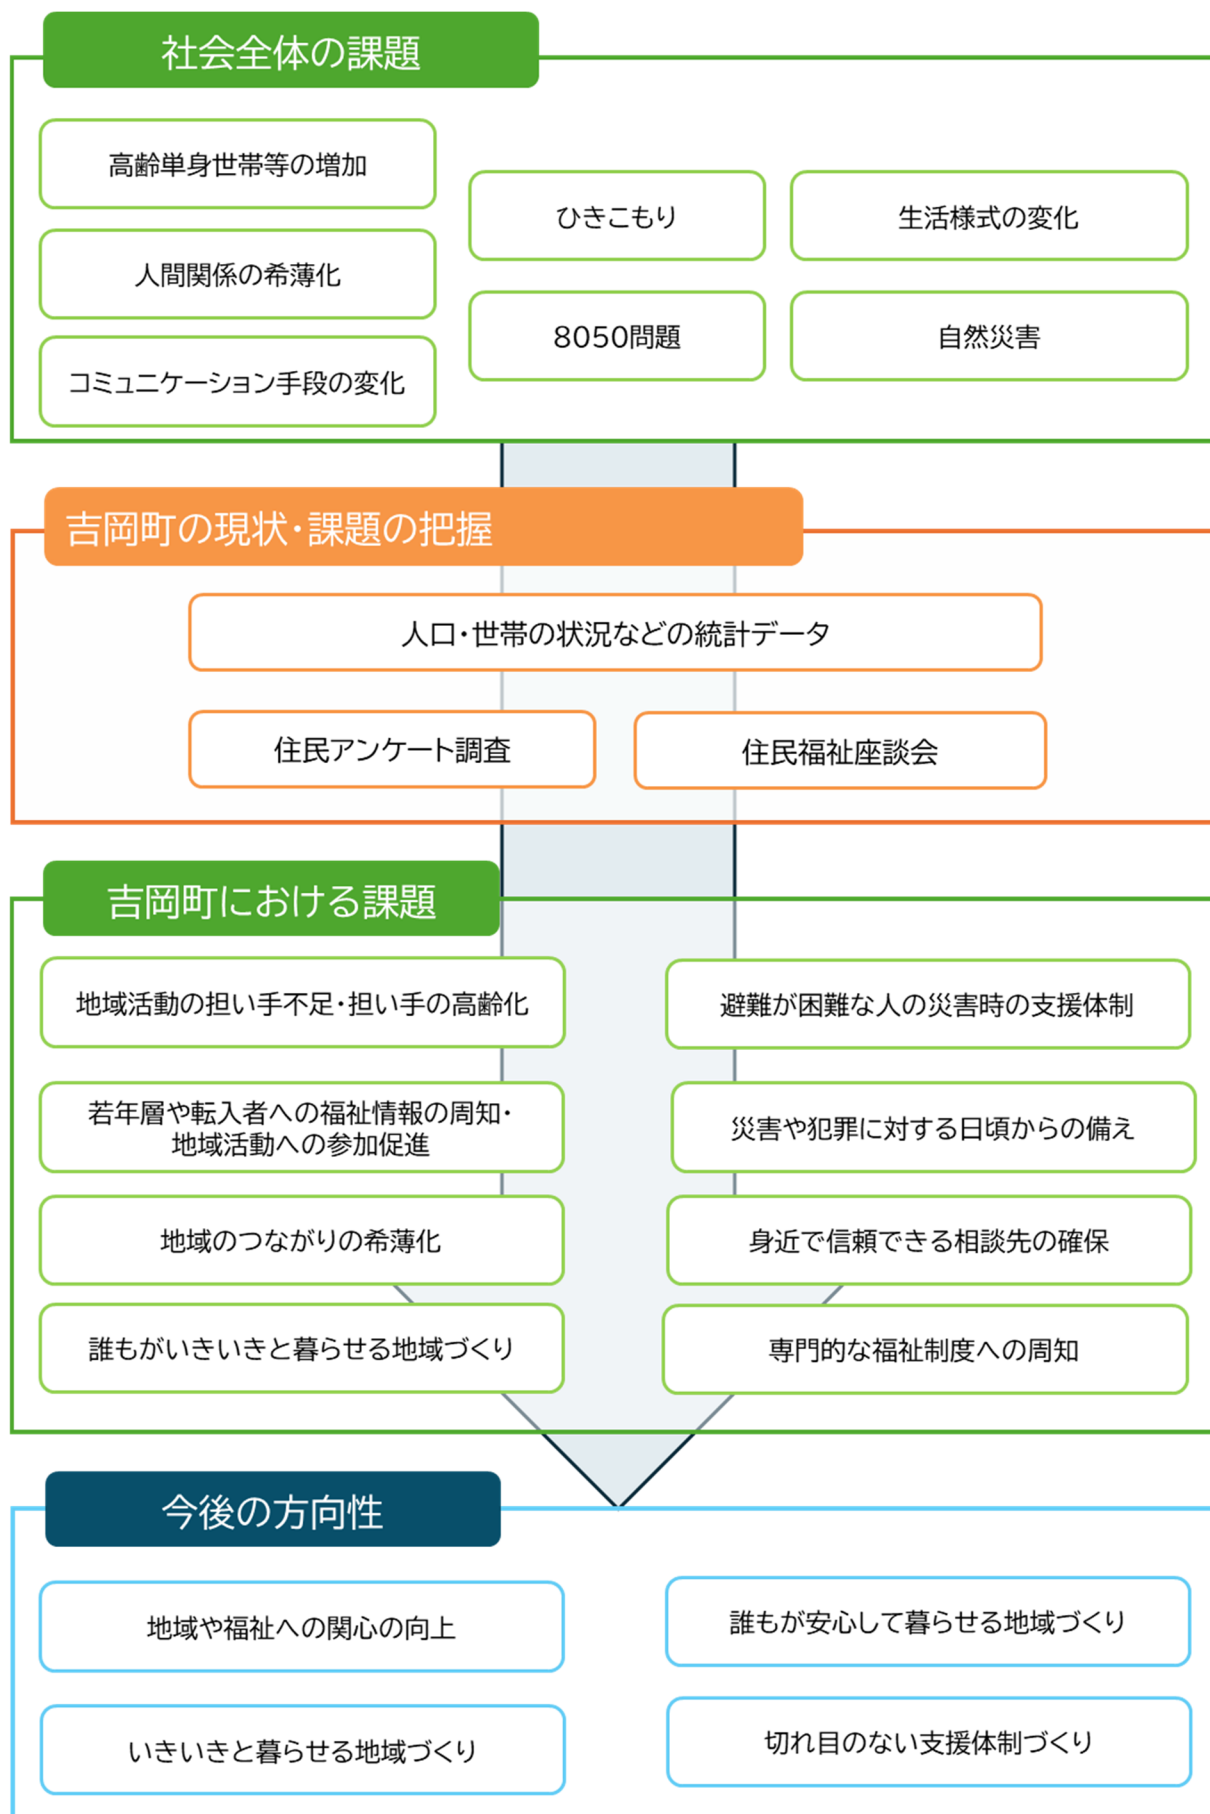 社会全体の課題
高齢単身世帯等の増加
人間関係の希薄化
コミュニケーション手段の変化
ひきこもり
8050問題
生活様式の変化
自然災害
吉岡町の現状・課題の把握
人口・世帯の状況などの統計データ
住民アンケート調査
住民福祉座談会
吉岡町における課題
地域活動の担い手不足・担い手の高齢化
若年層や転入者への福祉情報の周知・
地域活動への参加促進
地域のつながりの希薄化
誰もがいきいきと暮らせる地域づくり
避難が困難な人の災害時の支援体制
災害や犯罪に対する日頃からの備え
身近で信頼できる相談先の確保
専門的な福祉制度への周知
今後の方向性
地域や福祉への関心の向上
いきいきと暮らせる地域づくり
誰もが安心して暮らせる地域づくり
切れ目のない支援体制づくり